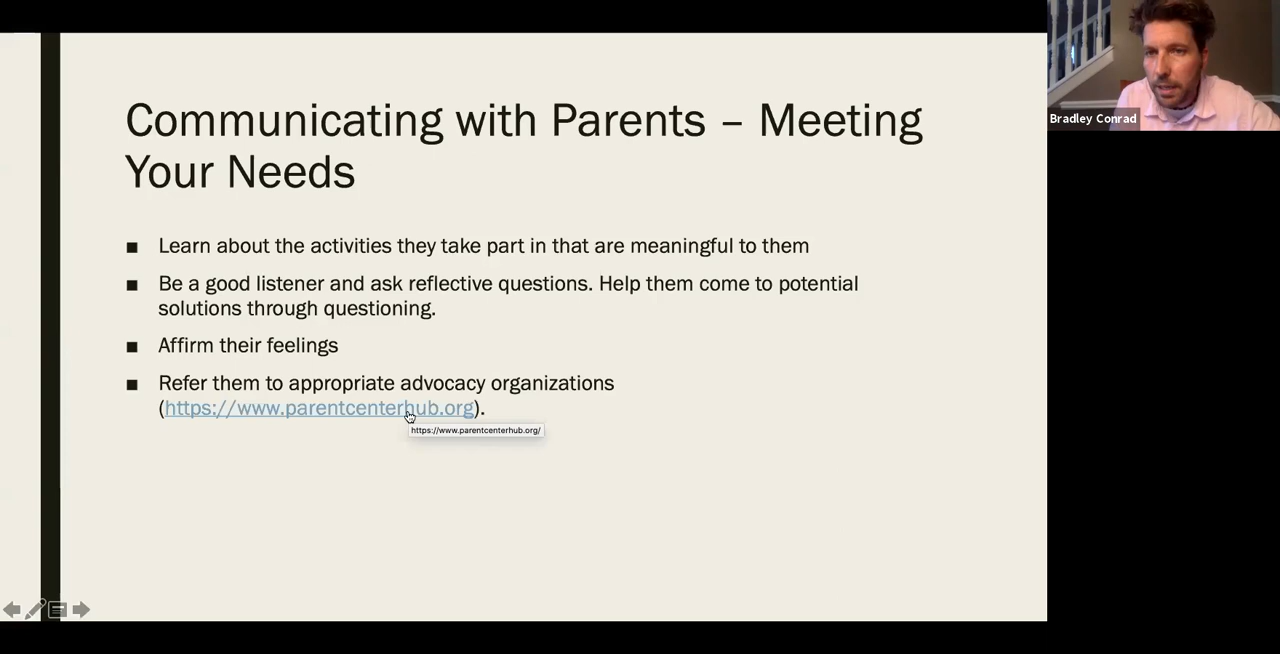 Communicating with Parents – Meeting
Your Needs
■ Learn about the activities they take part in that are meaningful to them
■ Be a good listener and ask reflective questions. Help them come to potential
solutions through questioning.
■ Affirm their feelings
■ Refer them to appropriate advocacy organizations
(https://www.parentcenterhub.org).
https://www.parentcenterhub.org/
Bradley Conrad